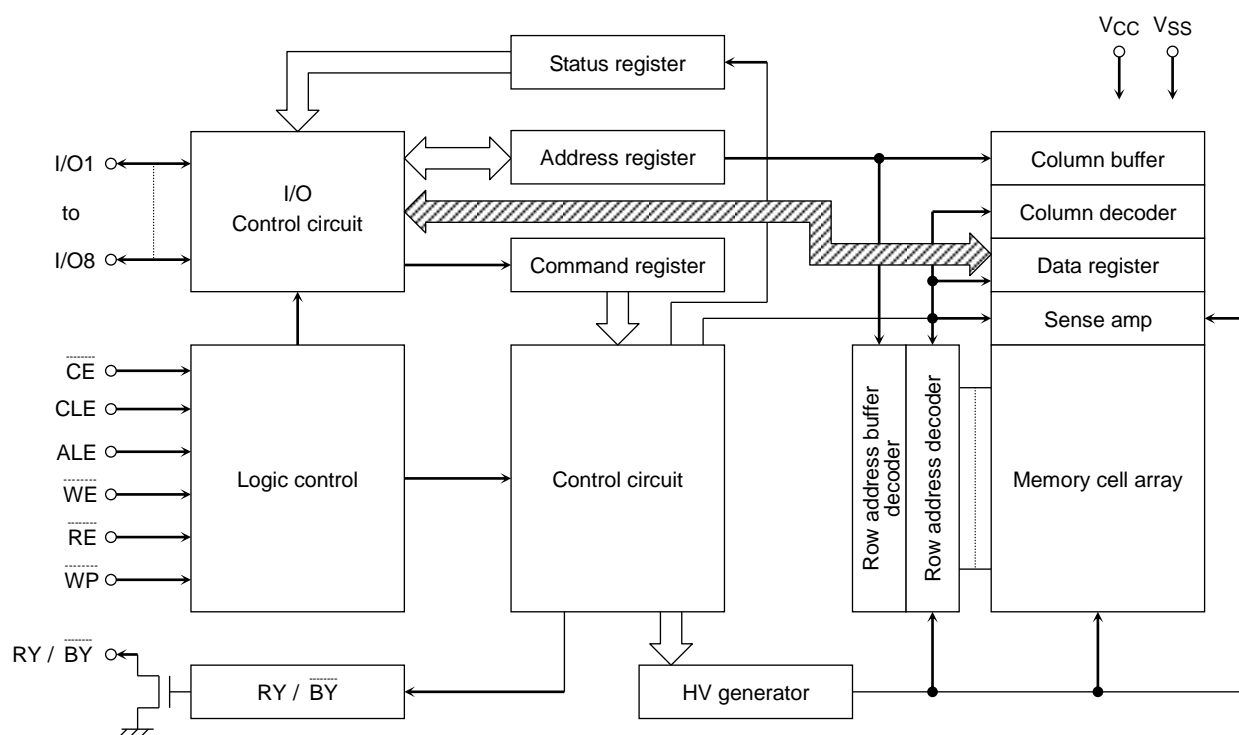 VCC
VSS
Status register
I/O1
to
I/O8
I/O
Control circuit
Address register
Command register
Column buffer
Column decoder
Data register
Sense amp
CE
CLE
ALE
WE
RE
WP
Logic control
Control circuit
Row address buffer
decoder
Row address decoder
Memory cell array
RY / BY
RY / BY
HV generator